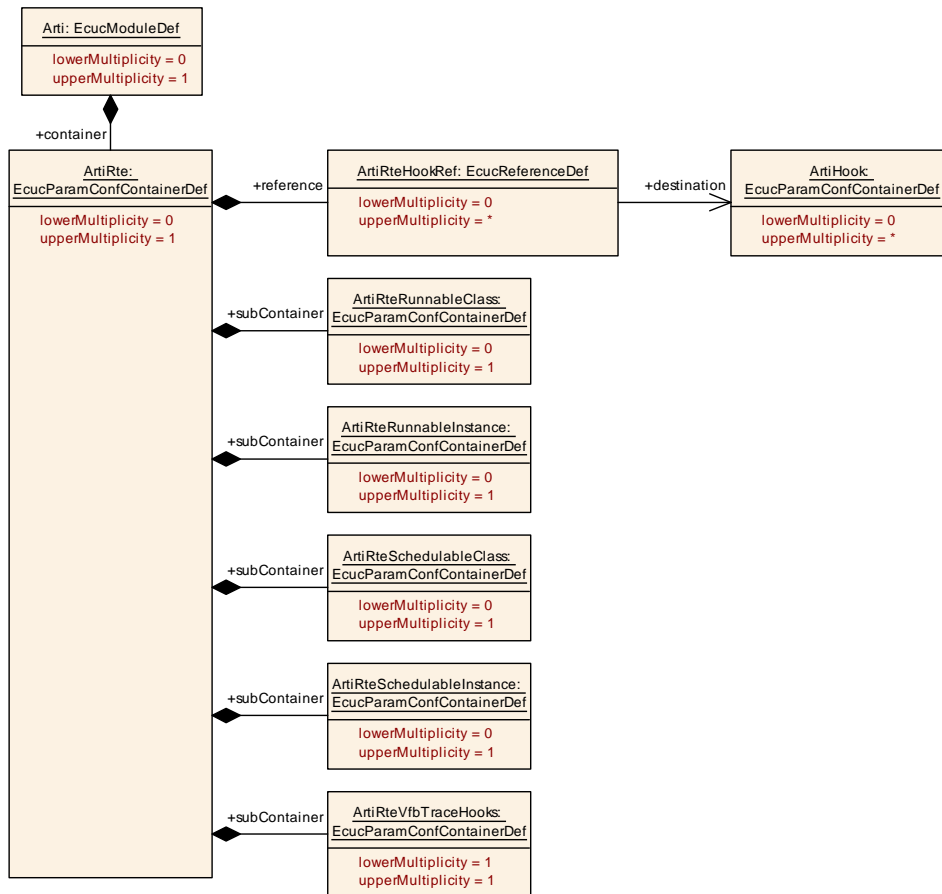 Arti: EcucModuleDef
lowerMultiplicity = 0
upperMultiplicity = 1
+container
ArtiRte:
EcucParamConfContainerDef
lowerMultiplicity = 0
upperMultiplicity = 1
+reference
ArtiRteHookRef: EcucReferenceDef
lowerMultiplicity = 0
upperMultiplicity = *
+destination
ArtiHook:
EcucParamConfContainerDef
lowerMultiplicity = 0
upperMultiplicity = *
+subContainer
ArtiRteRunnableClass:
EcucParamConfContainerDef
lowerMultiplicity = 0
upperMultiplicity = 1
+subContainer
ArtiRteRunnableInstance:
EcucParamConfContainerDef
lowerMultiplicity = 0
upperMultiplicity = 1
+subContainer
ArtiRteSchedulableClass:
EcucParamConfContainerDef
lowerMultiplicity = 0
upperMultiplicity = 1
+subContainer
ArtiRteSchedulableInstance:
EcucParamConfContainerDef
lowerMultiplicity = 0
upperMultiplicity = 1
+subContainer
ArtiRteVfbTraceHooks:
EcucParamConfContainerDef
lowerMultiplicity = 1
upperMultiplicity = 1